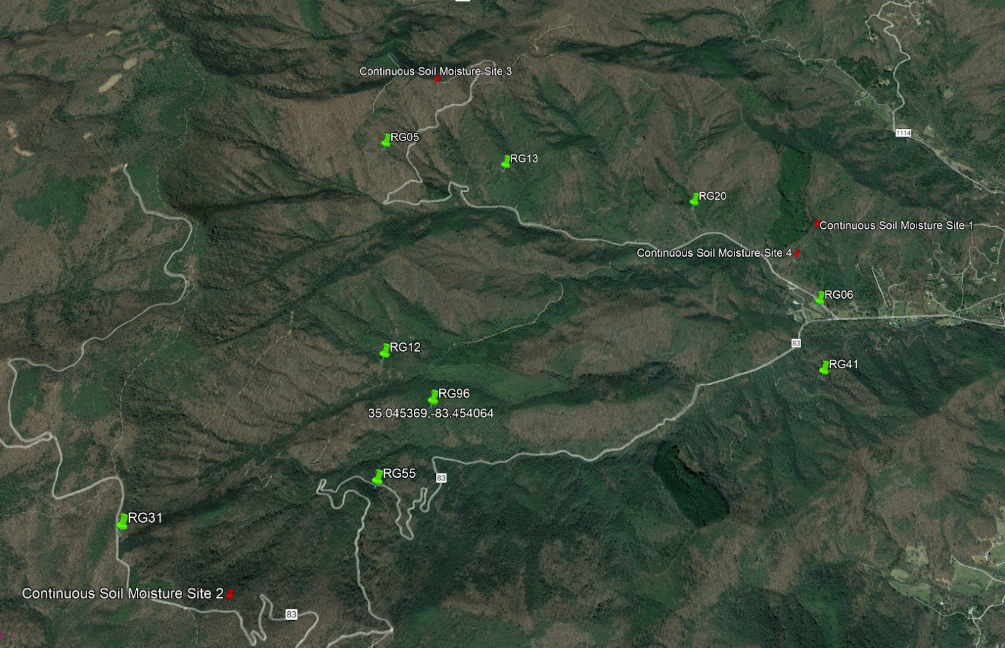 Continuous Soil Moisture Site 3
1114
RG05
RG13
RG20
Continuous Soil Moisture Site 1
Continuous Soil Moisture Site 4
RG06
83
RG12
RG41
RG96
35.045369,-83.454064
RG55
83
RG31
Continuous Soil Moisture Site 2
83